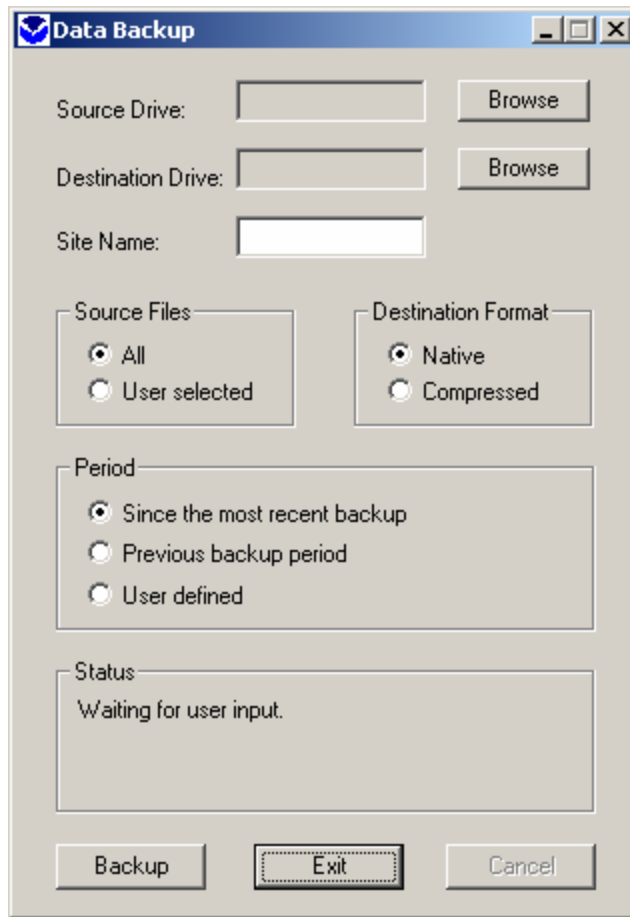 Data Backup
Source Drive: Browse
Destination Drive: Browse
Site Name:
Source Files Destination Format
All Native
User selected Compressed
Period
Since the most recent backup
Previous backup period
User defined
Status
Waiting for user input.
Backup Exit Cancel